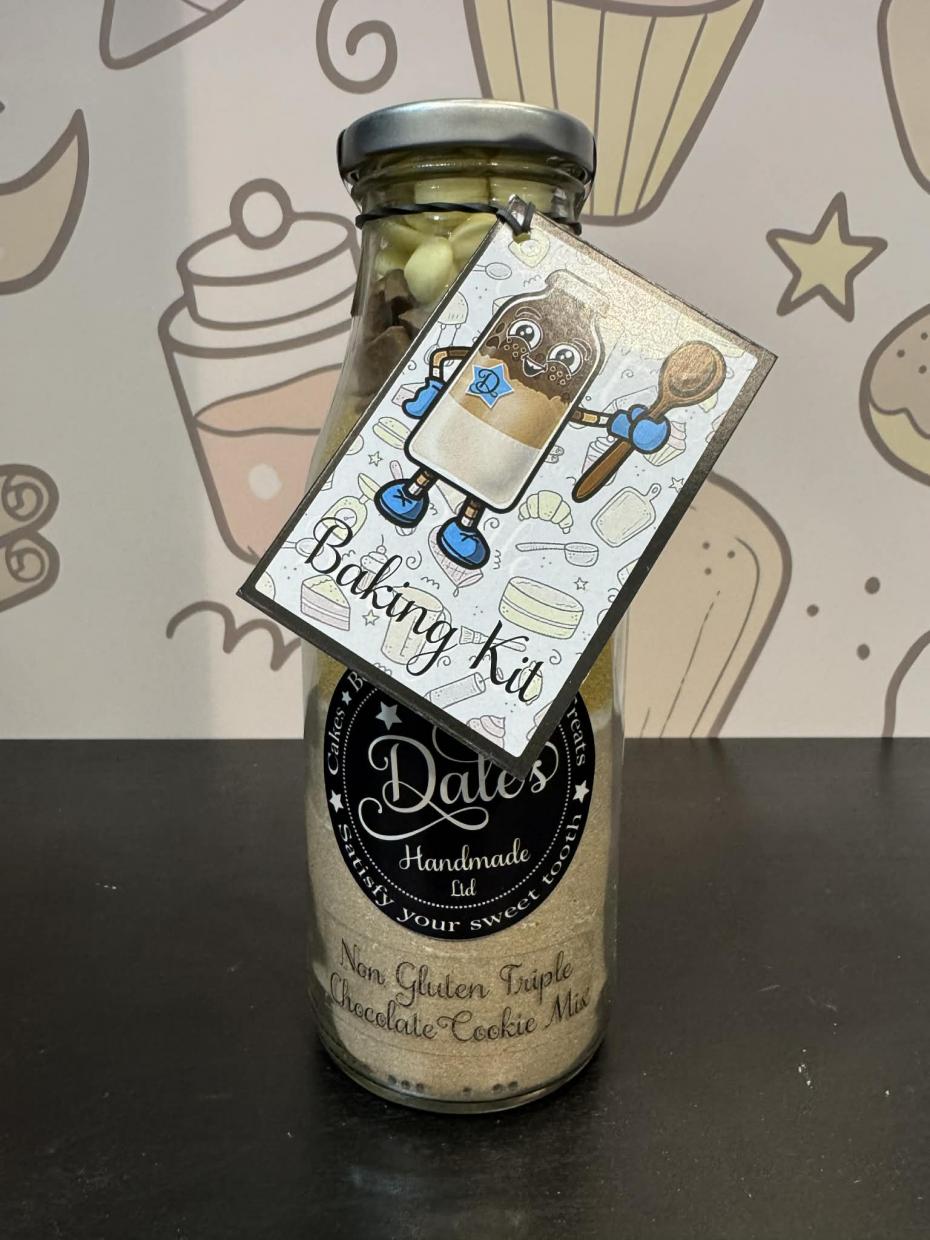 D
Baking Kit
Cakes
Treats
Dale's
Handmade
Ltd
Satisfy your sweet tooth
Non Gluten Triple
Chocolate Cookie Mix